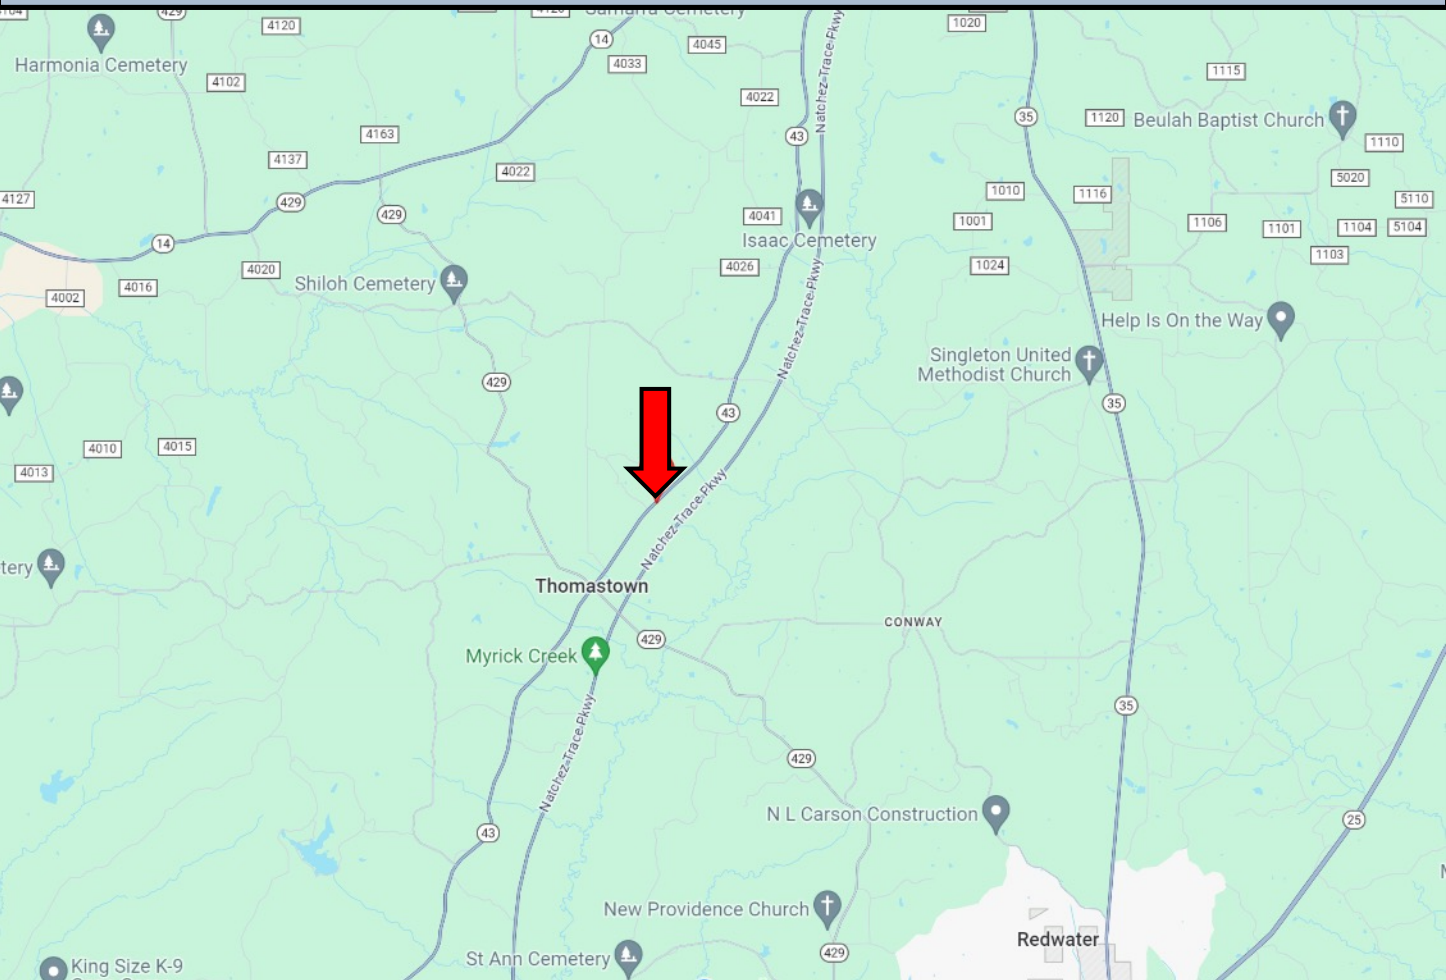 429
4120
Samaria Cemetery
1020
Harmonia Cemetery
14
4045
4033
4102
1115
4022
Natchez Trace Pkwy
35
1120
Beulah Baptist Church
4163
43
1110
4137
4022
5020
4127
429
1010
1116
5110
429
4041
1001
1106
1101
1104
5104
14
Isaac Cemetery
1103
4020
4026
1024
Shiloh Cemetery
4016
4002
Natchez Trace Pkwy
Help Is On the Way
Singleton United
Methodist Church
429
35
43
4010
4015
4013
Natchez Trace Pkwy
tery
Thomastown
CONWAY
429
Myrick Creek
35
Natchez Trace Pkwy
429
N L Carson Construction
25
43
New Providence Church
Redwater
429
St Ann Cemetery
King Size K-9